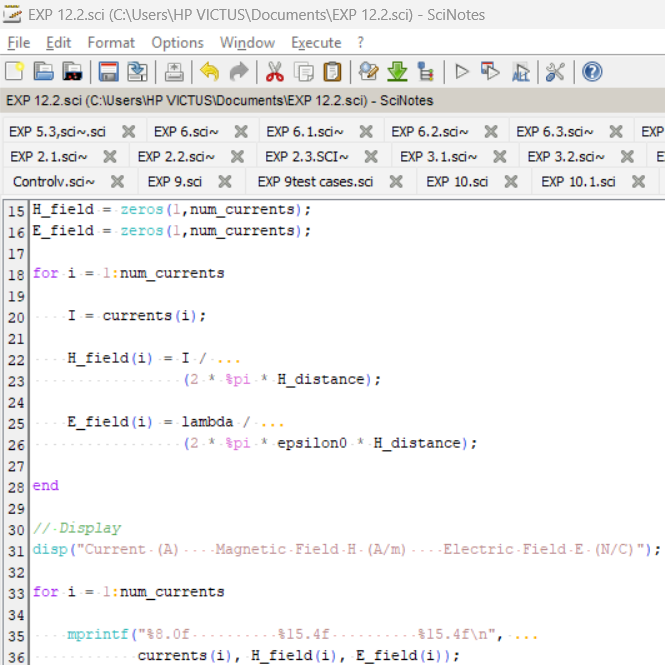 EXP 12.2.sci (C:\Users\HP VICTUS\Documents\EXP 12.2.sci) - SciNotes
File Edit Format Options Window Execute ?
EXP 12.2.sci (C:\Users\HP VICTUS\Documents\EXP 12.2.sci) - SciNotes
EXP 5.3,sci~.sci EXP 6.sci~ EXP 6.1.sci~ EXP 6.2.sci~ EXP 6.3.sci~ EXP
EXP 2.1.sci~ EXP 2.2.sci~ EXP 2.3.SCI~ EXP 3.1.sci~ EXP 3.2.sci~ E
Controlv.sci~ EXP 9.sci EXP 9test cases.sci EXP 10.sci EXP 10.1.sci
15 H_field = zeros(1,num_currents);
16 E_field = zeros(1,num_currents);
17
18 for i = 1:num_currents
19
20     I = currents(i);
21
22     H_field(i) = I / ...
23                  (2 * %pi * H_distance);
24
25     E_field(i) = lambda / ...
26                  (2 * %pi * epsilon0 * H_distance);
27
28 end
29
30 // Display
31 disp("Current (A)    Magnetic Field H (A/m)    Electric Field E (N/C)");
32
33 for i = 1:num_currents
34
35     mprintf("%8.0f          %15.4f          %15.4f\n", ...
36             currents(i), H_field(i), E_field(i));